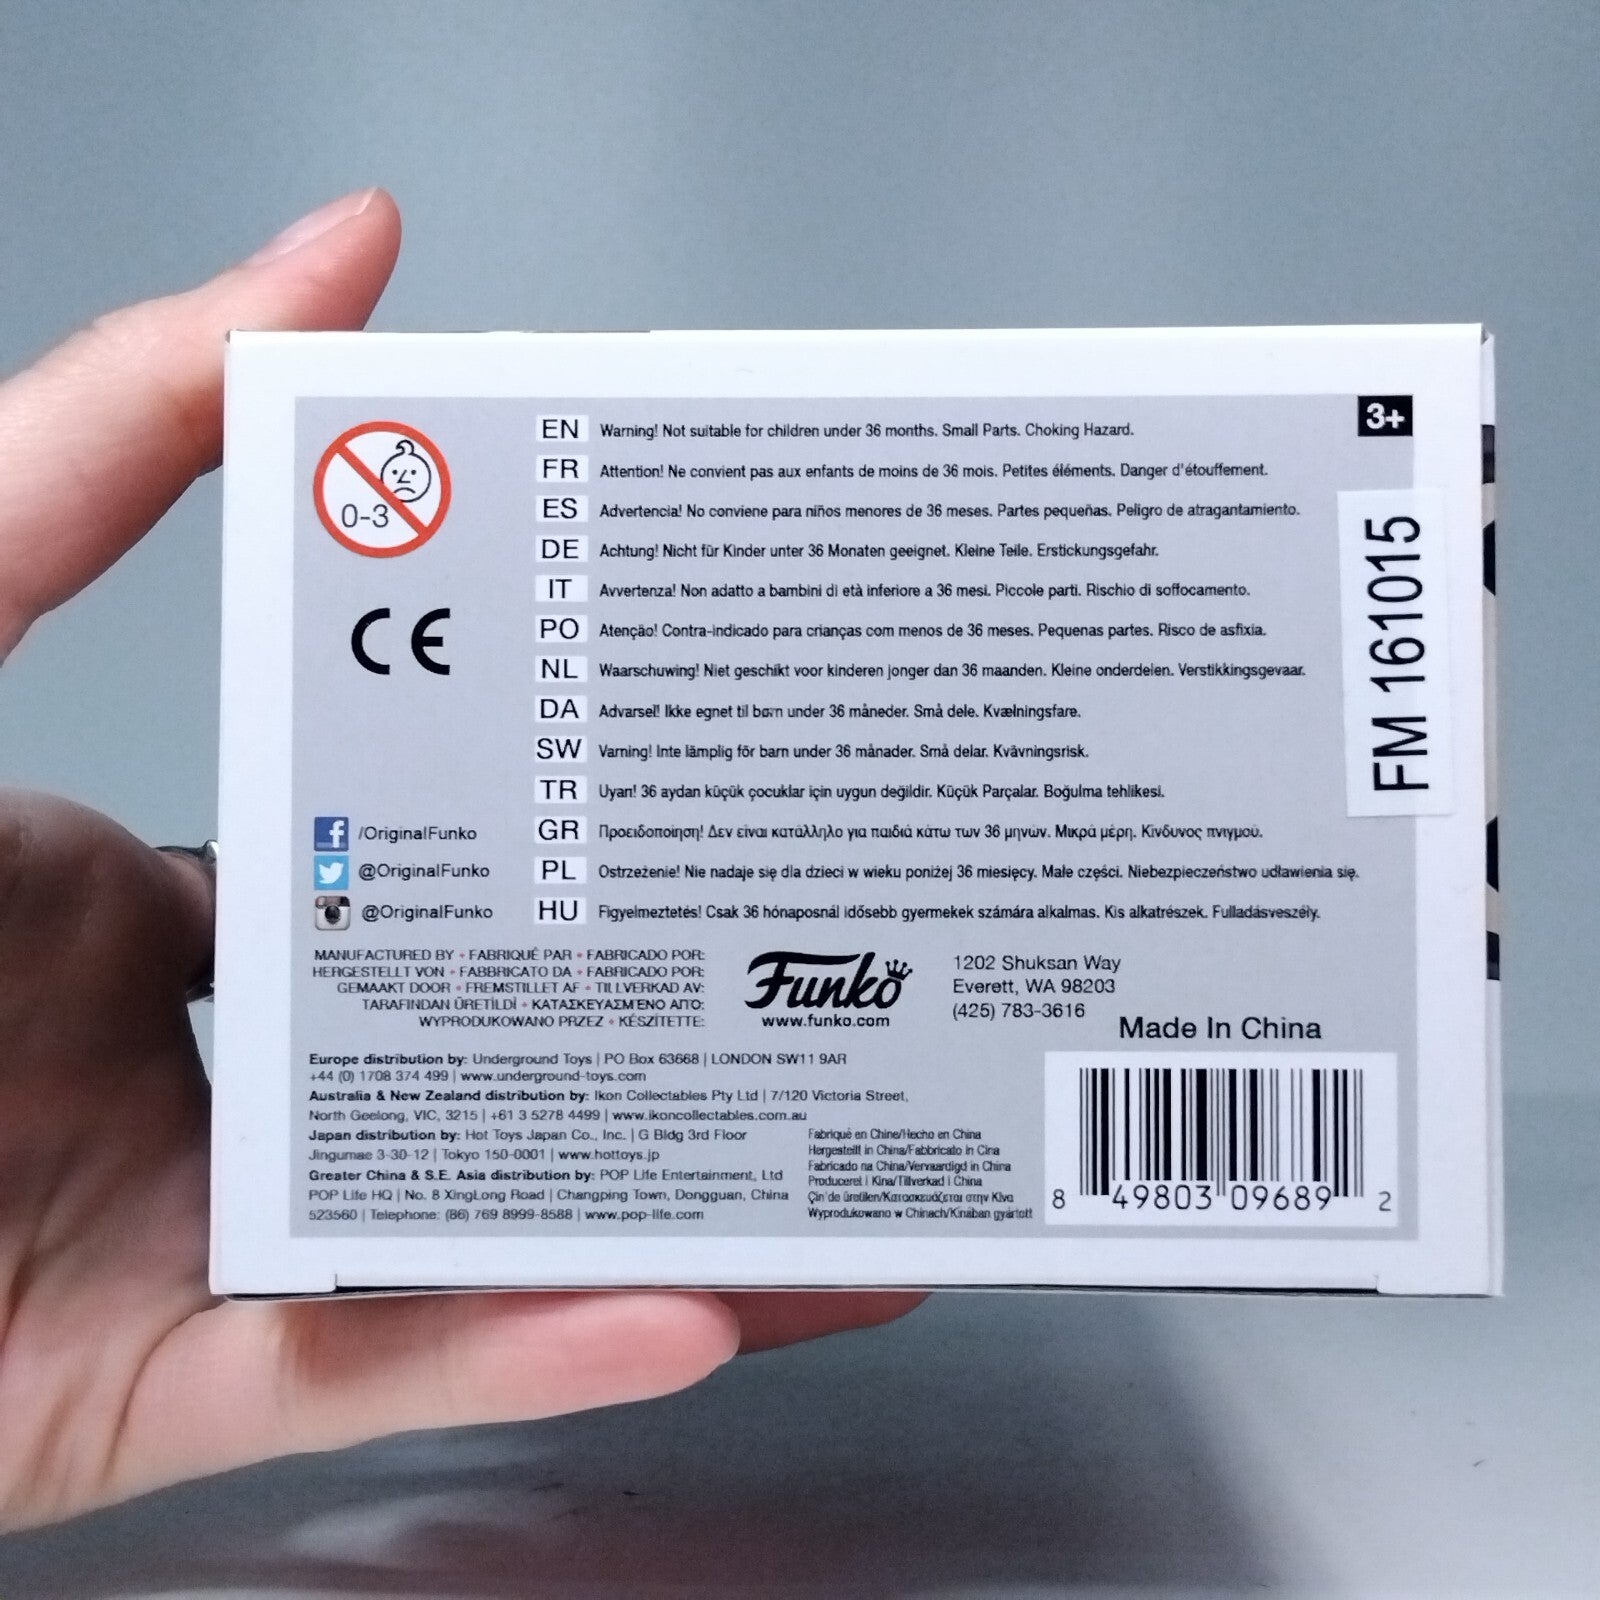 3+
0-3
CE
EN Warning! Not suitable for children under 36 months. Small Parts. Choking Hazard.
FR Attention! Ne convient pas aux enfants de moins de 36 mois. Petites éléments. Danger d'étouffement.
ES Advertencia! No conviene para niños menores de 36 meses. Partes pequeñas. Peligro de atragantamiento.
DE Achtung! Nicht für Kinder unter 36 Monaten geeignet. Kleine Teile. Erstickungsgefahr.
IT Avvertenza! Non adatto a bambini di età inferiore a 36 mesi. Piccole parti. Rischio di soffocamento.
PO Atenção! Contra-indicado para crianças com menos de 36 meses. Pequenas partes. Risco de asfixia.
NL Waarschuwing! Niet geschikt voor kinderen jonger dan 36 maanden. Kleine onderdelen. Verstikkingsgevaar.
DA Advarsel! Ikke egnet til børn under 36 måneder. Små dele. Kvælningsfare.
SW Varning! Inte lämplig för barn under 36 månader. Små delar. Kvävningsrisk.
TR Uyarı! 36 aydan küçük çocuklar için uygun değildir. Küçük Parçalar. Boğulma tehlikesi.
GR Προειδοποίηση! Δεν είναι κατάλληλο για παιδιά κάτω των 36 μηνών. Μικρά μέρη. Κίνδυνος πνιγμού.
PL Ostrzeżenie! Nie nadaje się dla dzieci w wieku poniżej 36 miesięcy. Małe części. Niebezpieczeństwo udławienia się.
HU Figyelmeztetés! Csak 36 hónaposnál idősebb gyermekek számára alkalmas. Kis alkatrészek. Fulladásveszély.
FM 161015
/OriginalFunko
@OriginalFunko
@OriginalFunko
MANUFACTURED BY • FABRIQUÉ PAR • FABRICADO POR:
HERGESTELLT VON • FABBRICATO DA • FABRICADO POR:
GEMAAKT DOOR • FREMSTILLET AF • TILLVERKAD AV:
TARAFINDAN ÜRETİLDİ • ΚΑΤΑΣΚΕΥΑΣΜΈΝΟ ΑΠΌ:
WYPRODUKOWANO PRZEZ • KÉSZÍTETTE:
Funko
www.funko.com
1202 Shuksan Way
Everett, WA 98203
(425) 783-3616
Made In China
Europe distribution by: Underground Toys | PO Box 63668 | LONDON SW11 9AR
+44 (0) 1708 374 499 | www.underground-toys.com
Australia & New Zealand distribution by: Ikon Collectables Pty Ltd | 7/120 Victoria Street,
North Geelong, VIC, 3215 | +61 3 5278 4499 | www.ikoncollectables.com.au
Japan distribution by: Hot Toys Japan Co., Inc. | G Bldg 3rd Floor
Jingumae 3-30-12 | Tokyo 150-0001 | www.hottoys.jp
Greater China & S.E. Asia distribution by: POP Life Entertainment, Ltd
POP Life HQ | No. 8 XingLong Road | Changping Town, Dongguan, China
523560 | Telephone: (86) 769 8999-8588 | www.pop-life.com
Fabriqué en Chine/Hecho en China
Hergestellt in China/Fabbricato in Cina
Fabricado na China/Vervaardigd in China
Produceret i Kina/Tillverkad i China
Çin'de üretilen/Κατασκευάζεται στην Κίνα
Wyprodukowano w Chinach/Kínában gyártott
8 49803 09689 2